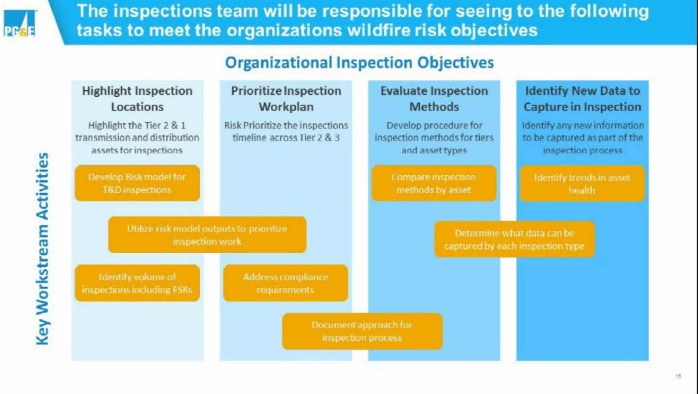 PG&E
The inspections team will be responsible for seeing to the following
tasks to meet the organizations wildfire risk objectives
Organizational Inspection Objectives
Key Workstream Activities
Highlight Inspection
Locations
Highlight the Tier 2 & 1
transmission and distribution
assets for inspections
Prioritize Inspection
Workplan
Risk Prioritize the inspections
timeline across Tier 2 & 3
Evaluate Inspection
Methods
Develop procedure for
inspection methods for tiers
and asset types
Identify New Data to
Capture in Inspection
Identify any new information
to be captured as part of the
inspection process
Develop Risk model for
T&D inspections
Compare inspection
methods by asset
Identify trends in asset
health
Utilize risk model outputs to prioritize
inspection work
Determine what data can be
captured by each inspection type
Identify volume of
inspections including FSRs
Address compliance
requirements
Document approach for
inspection process